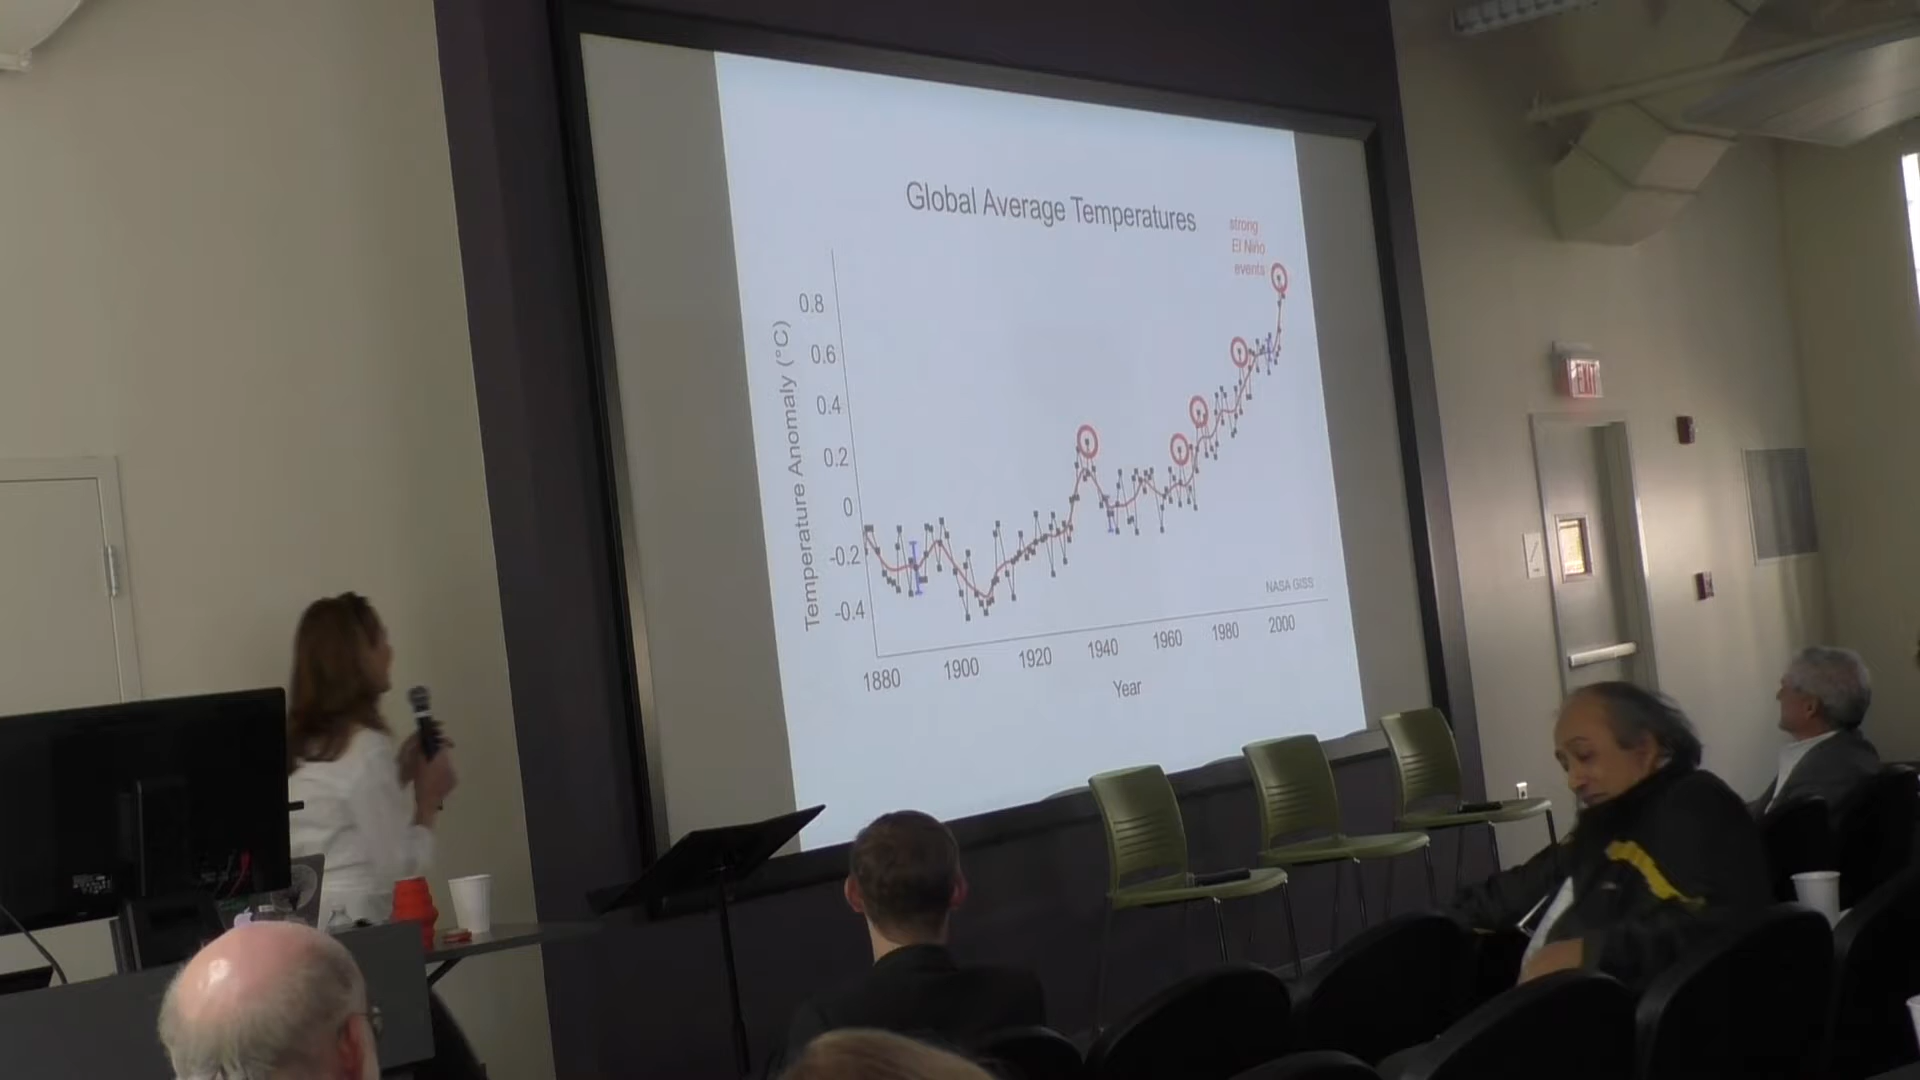 Global Average Temperatures
strong
El Niño
events
0.8
0.6
0.4
0.2
0
-0.2
-0.4
Temperature Anomaly (°C)
NASA GISS
1880 1900 1920 1940 1960 1980 2000
Year
EXIT